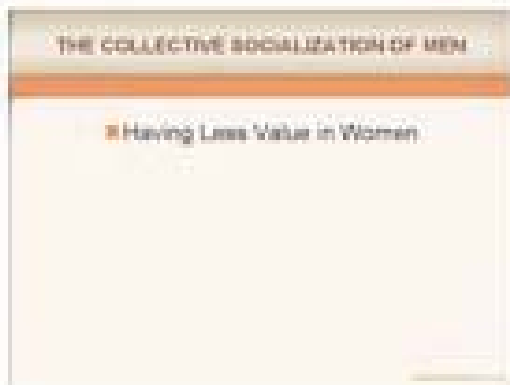 THE COLLECTIVE SOCIALIZATION OF MEN
Having Less Value in Women